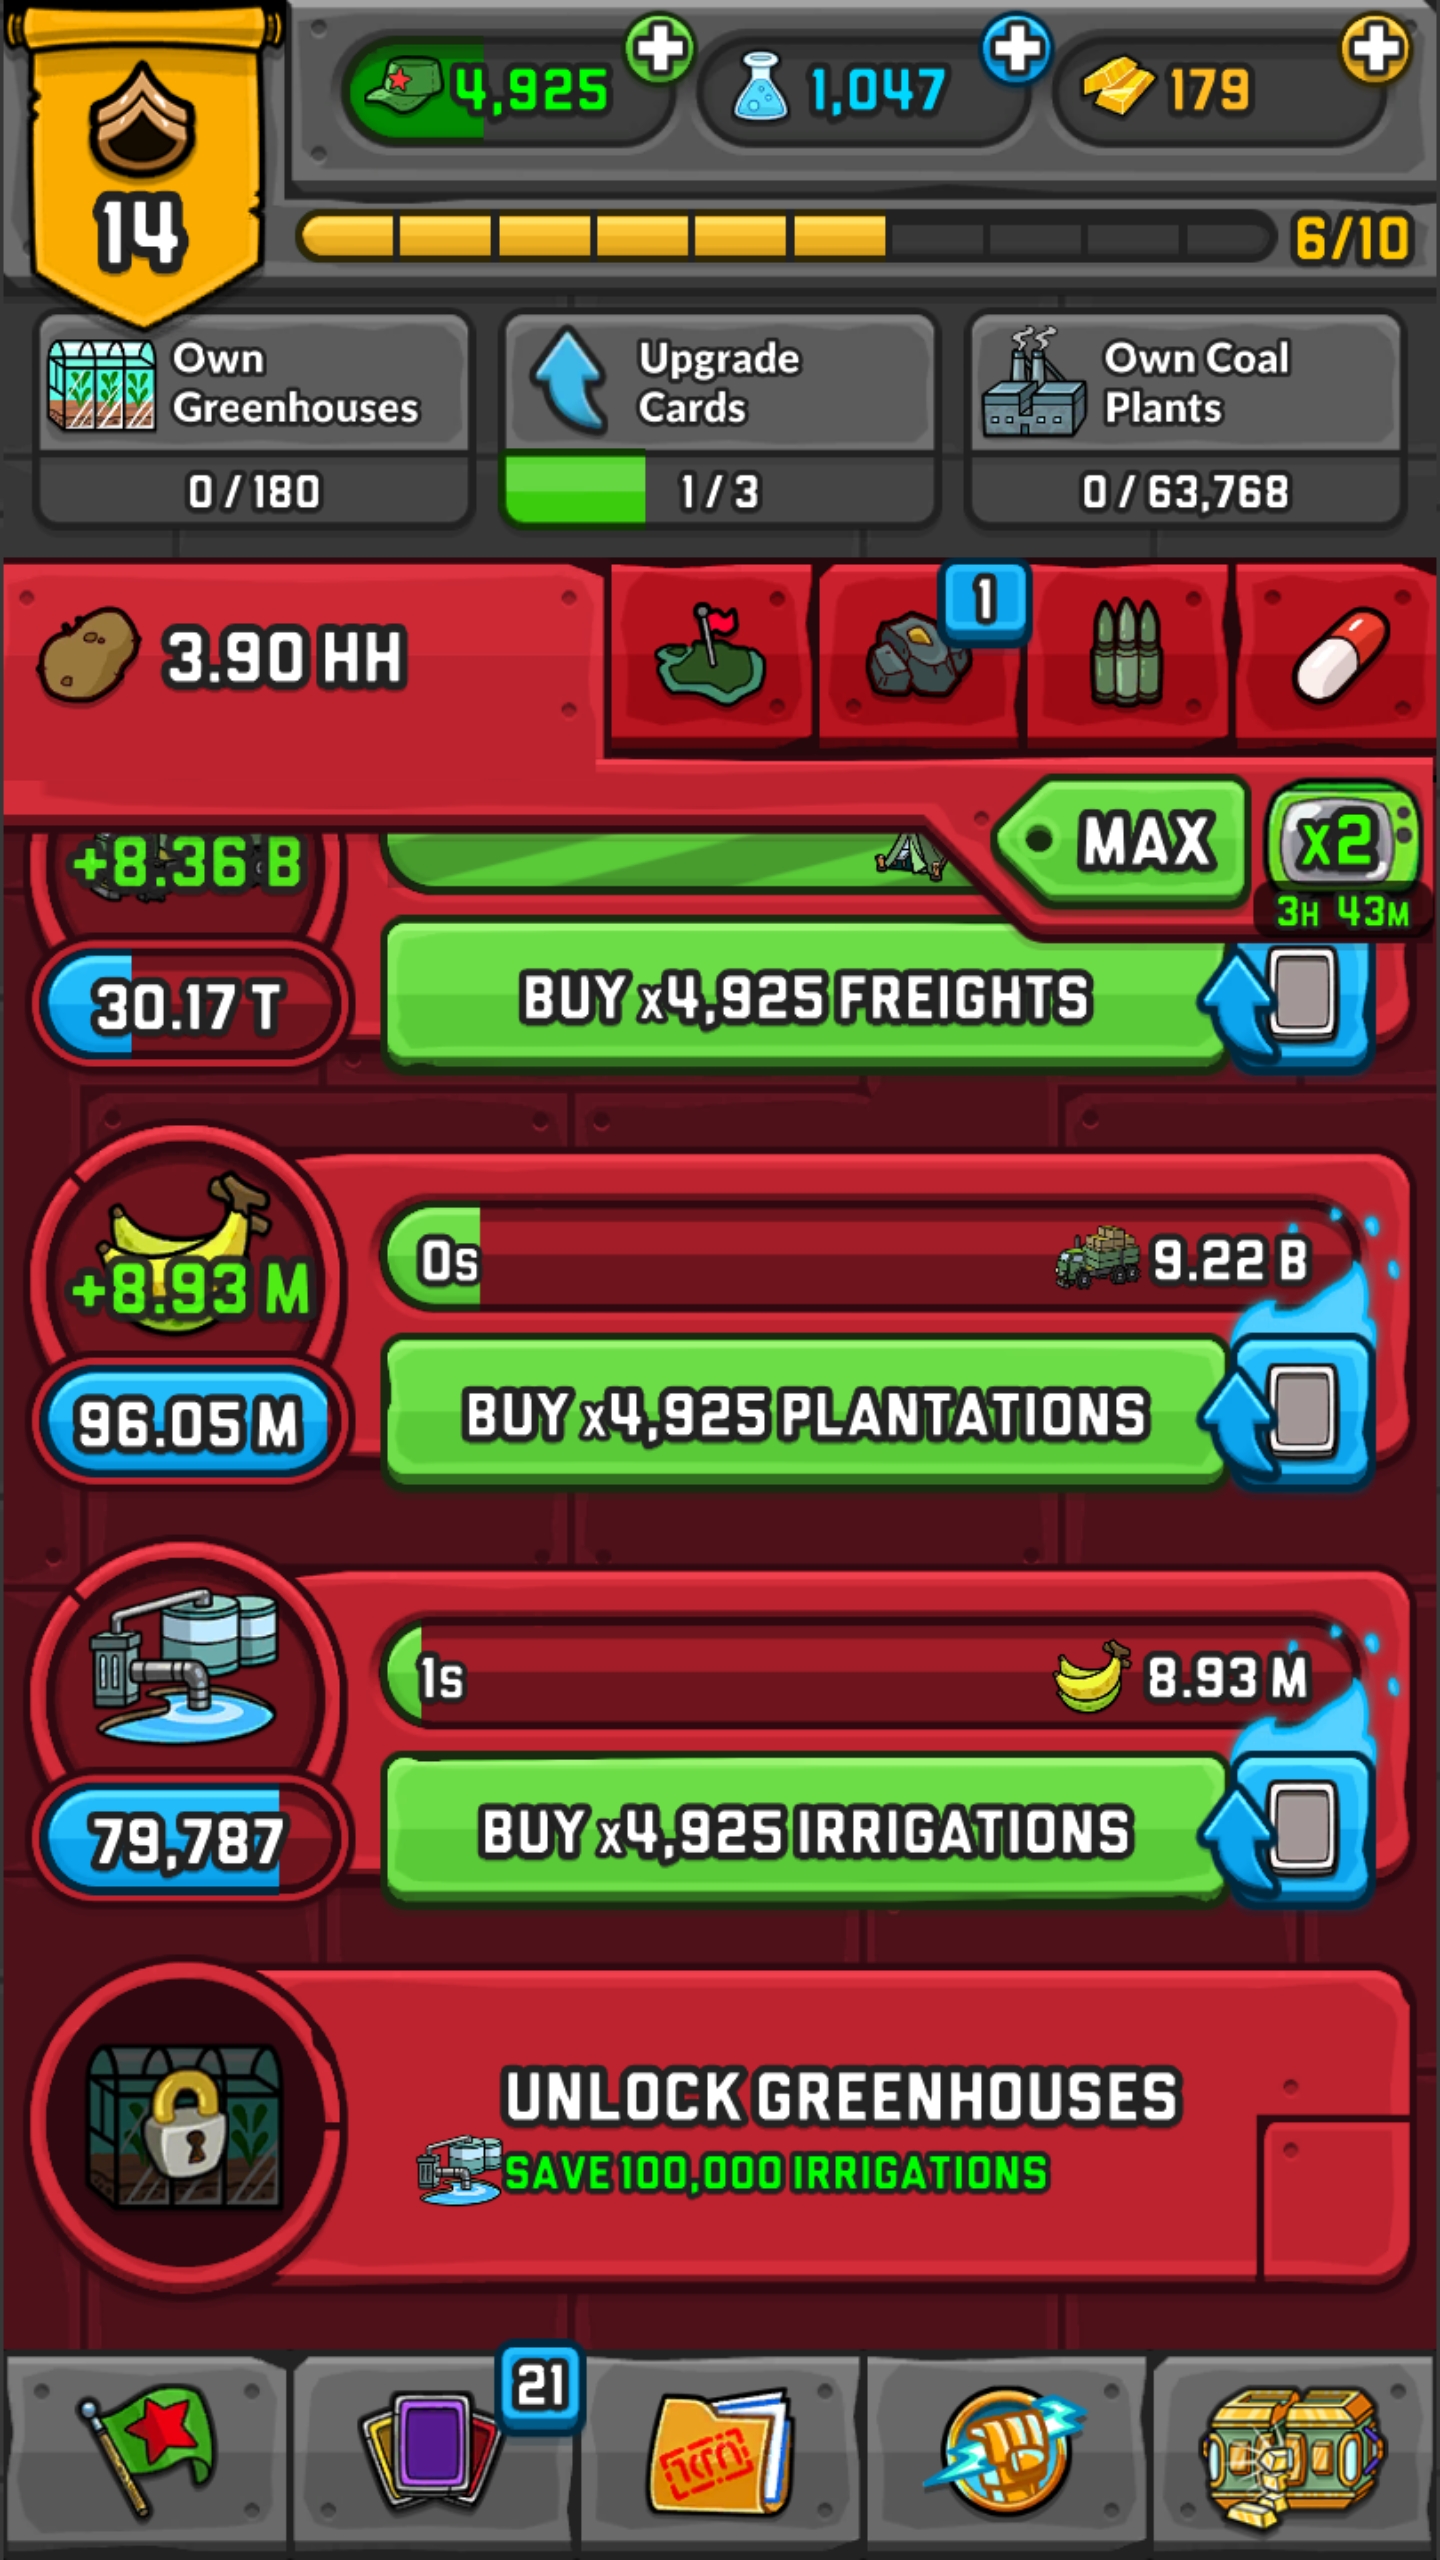 4,925
1,047
179
14
6/10
Own
Greenhouses
0/180
Upgrade
Cards
1/3
Own Coal
Plants
0/63,768
3.90 HH
1
MAX
x2
3H 43M
+8.36 B
30.17 T
BUY x4,925 FREIGHTS
+8.93 M
0s
9.22 B
96.05 M
BUY x4,925 PLANTATIONS
1s
8.93 M
79,787
BUY x4,925 IRRIGATIONS
UNLOCK GREENHOUSES
SAVE 100,000 IRRIGATIONS
21